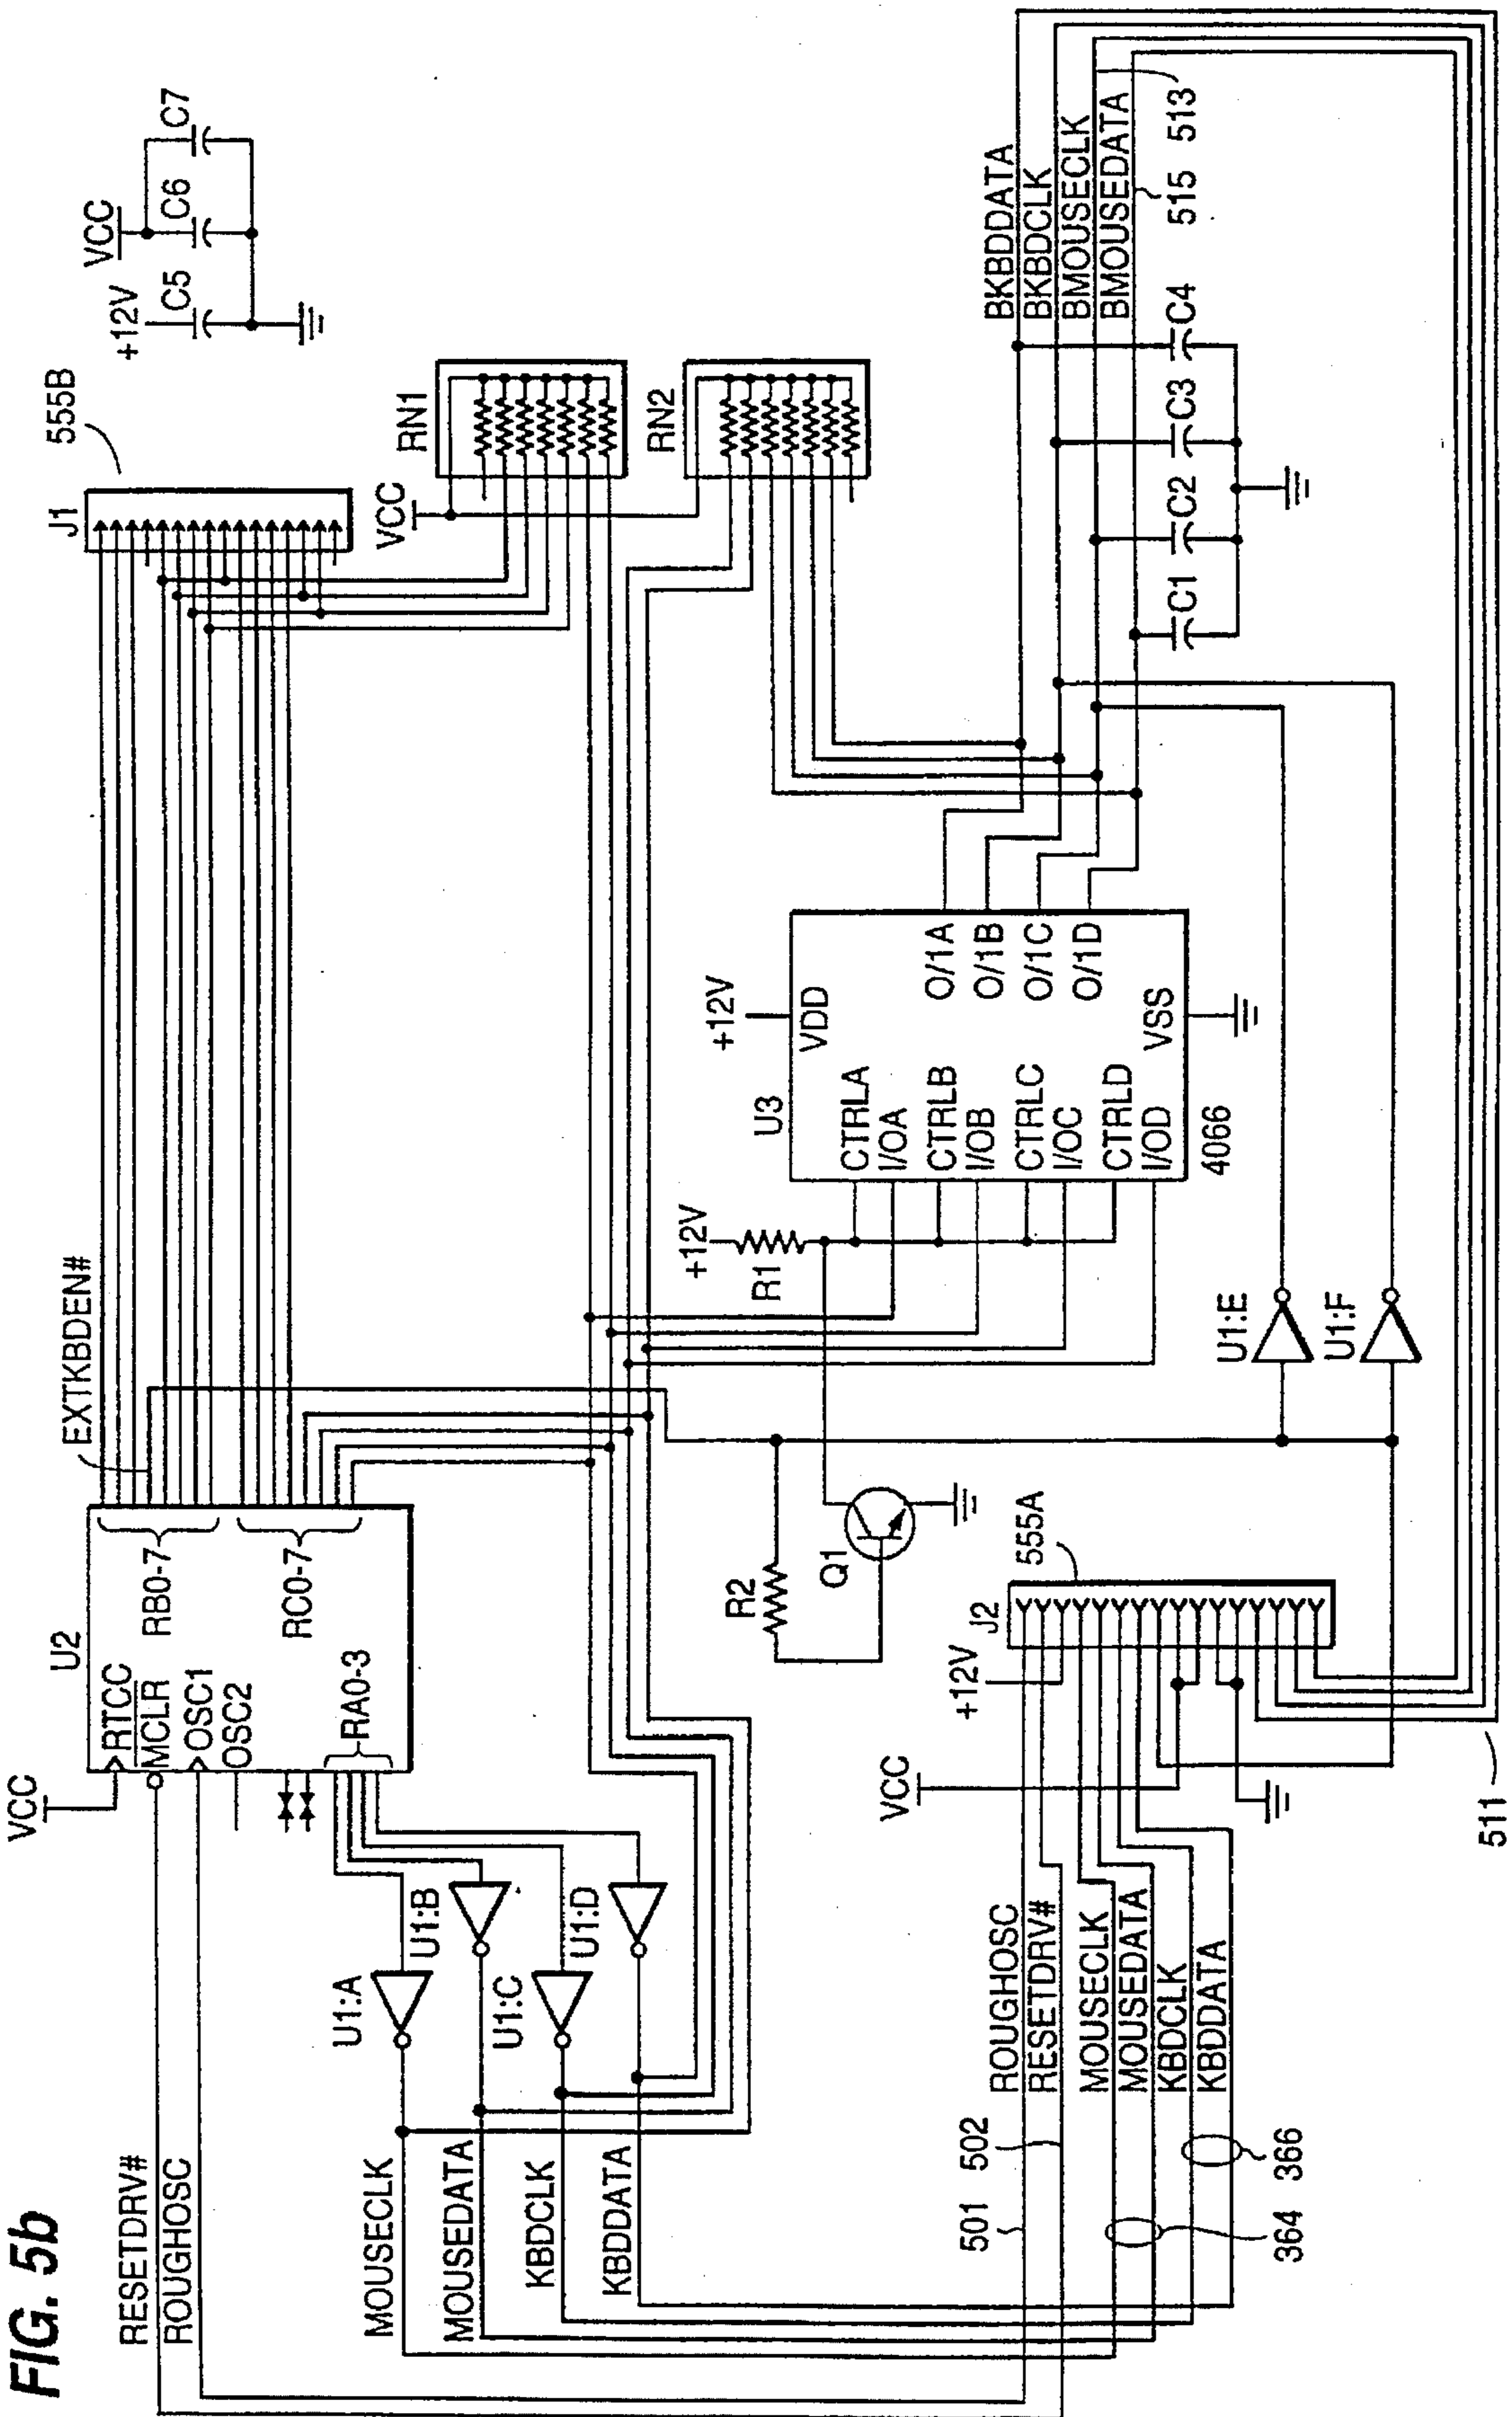 FIG. 5b
RESETDRV#
ROUGHOSC
VCC
RTCC
MCLR
OSC1
OSC2
U2
RB0-7
RC0-7
RA0-3
EXTKBDEN#
J1
555B
+12V
VCC
C5
C6
C7
VCC
RN1
RN2
U1:A
U1:B
U1:C
U1:D
MOUSECLK
MOUSEDATA
KBDCLK
KBDDATA
R2
Q1
+12V
R1
U3
+12V
VDD
CTRLA
I/OA
CTRLB
I/OB
CTRLC
I/OC
CTRLD
I/OD
O/1A
O/1B
O/1C
O/1D
VSS
4066
BKBDDATA
BKBDCLK
BMOUSECLK
BMOUSEDATA
515
513
C1
C2
C3
C4
U1:E
U1:F
VCC
+12V
J2
555A
ROUGHOSC
RESETDRV#
MOUSECLK
MOUSEDATA
KBDCLK
KBDDATA
501
502
364
366
511